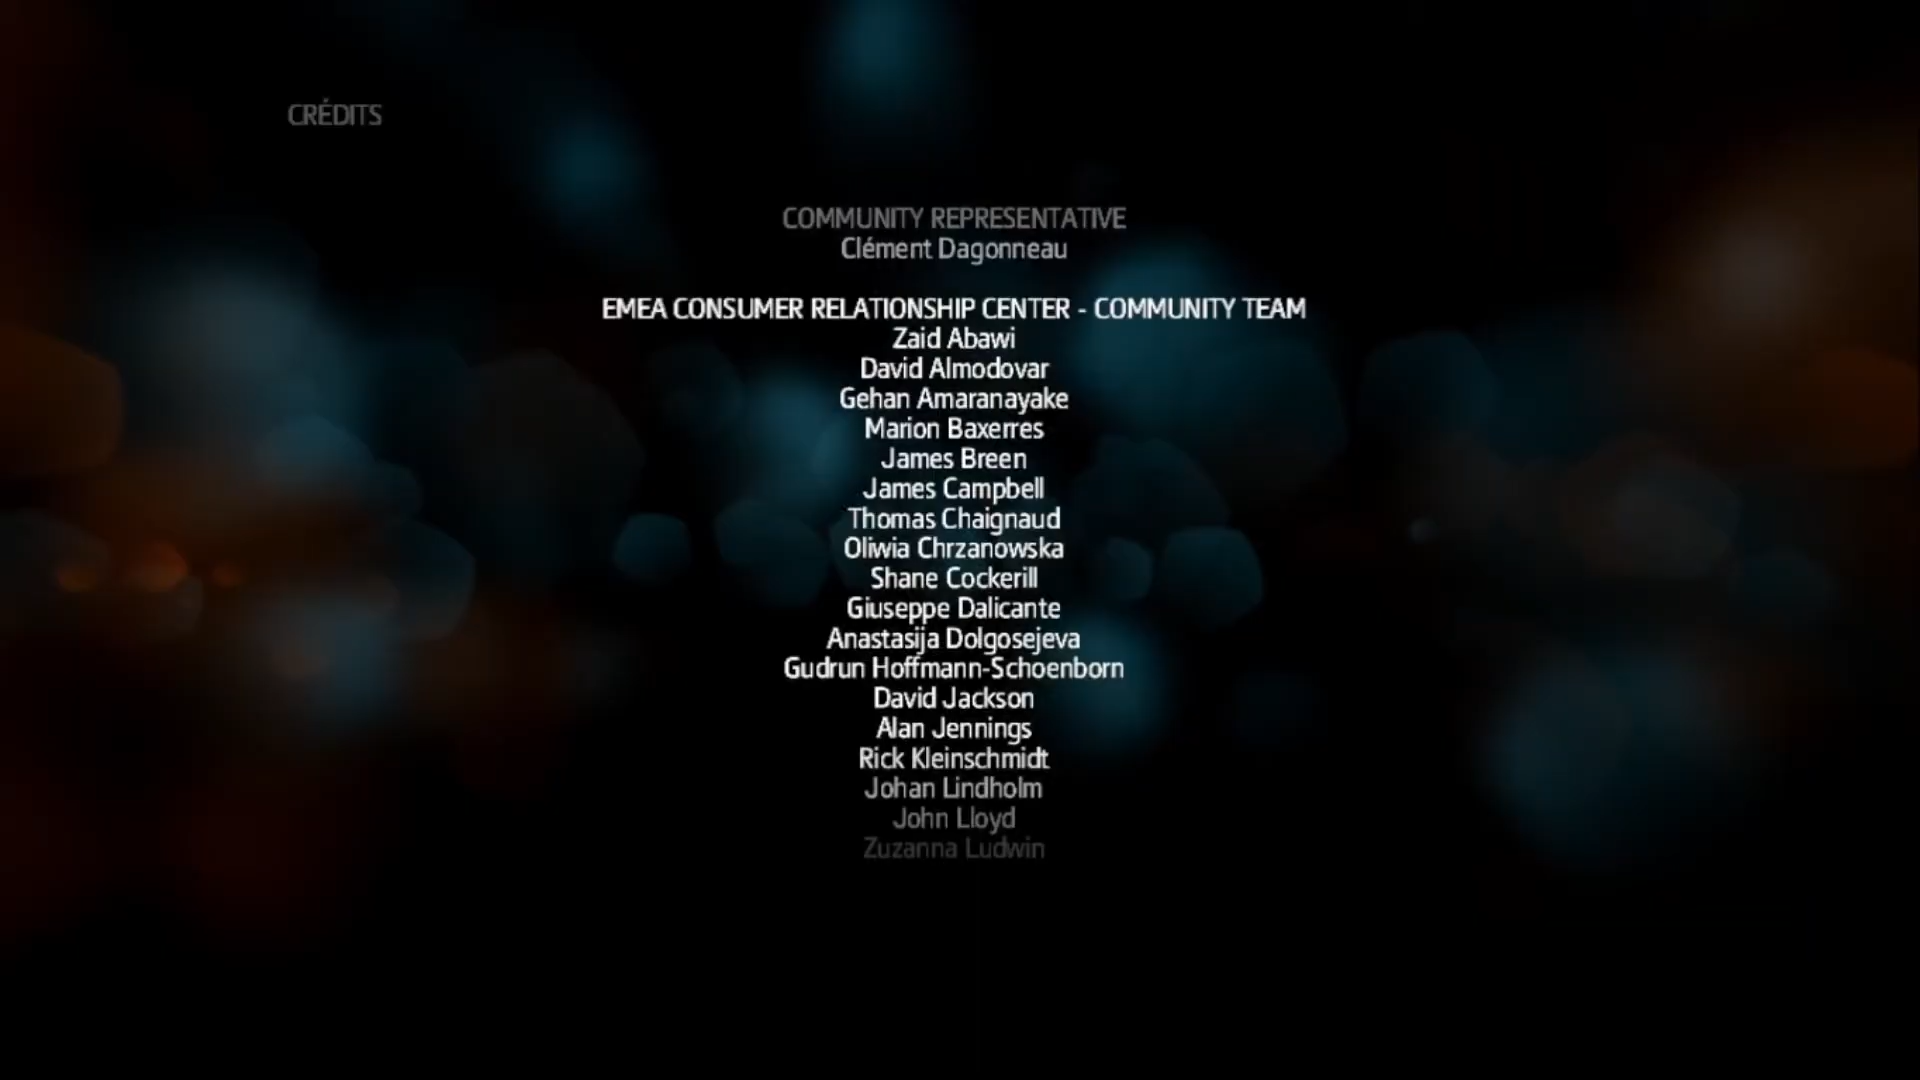 CRÉDITS
COMMUNITY REPRESENTATIVE
Clément Dagonneau
EMEA CONSUMER RELATIONSHIP CENTER - COMMUNITY TEAM
Zaid Abawi
David Almodovar
Gehan Amaranayake
Marion Baxerres
James Breen
James Campbell
Thomas Chaignaud
Oliwia Chrzanowska
Shane Cockerill
Giuseppe Dalicante
Anastasija Dolgosejeva
Gudrun Hoffmann-Schoenborn
David Jackson
Alan Jennings
Rick Kleinschmidt
Johan Lindholm
John Lloyd
Zuzanna Ludwin